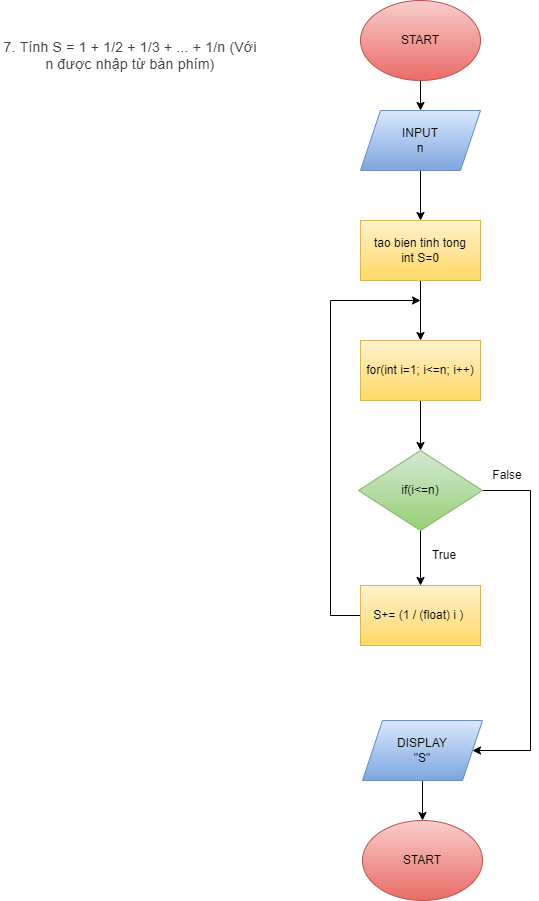 7. Tính S = 1 + 1/2 + 1/3 + ... + 1/n (Với
n được nhập từ bàn phím)
START
INPUT
n
tao bien tinh tong
int S=0
for(int i=1; i<=n; i++)
if(i<=n)
False
True
S+= (1 / (float) i )
DISPLAY
"S"
START